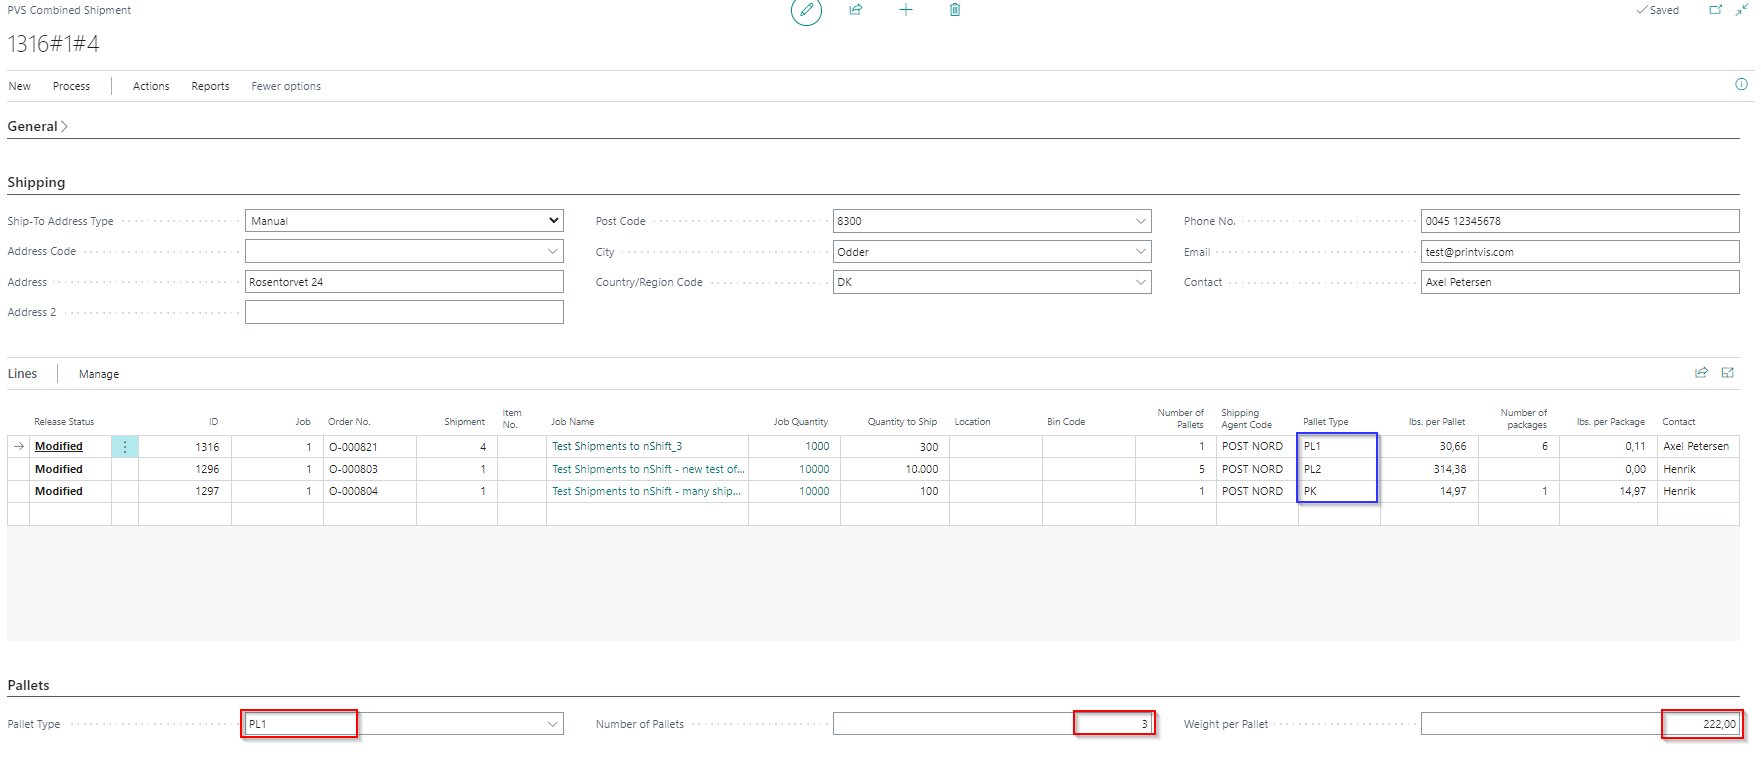 PVS Combined Shipment
Saved
1316#1#4
New Process Actions Reports Fewer options
General
Shipping
Ship-To Address Type Manual Post Code 8300 Phone No. 0045 12345678
Address Code City Odder Email test@printvis.com
Address Rosentorvet 24 Country/Region Code DK Contact Axel Petersen
Address 2
Lines Manage
Release Status ID Job Order No. Shipment Item No. Job Name Job Quantity Quantity to Ship Location Bin Code Number of Pallets Shipping Agent Code Pallet Type lbs. per Pallet Number of packages lbs. per Package Contact
Modified 1316 1 O-000821 4 Test Shipments to nShift_3 1000 300 1 POST NORD PL1 30,66 6 0,11 Axel Petersen
Modified 1296 1 O-000803 1 Test Shipments to nShift - new test of... 10000 10.000 5 POST NORD PL2 314,38 0,00 Henrik
Modified 1297 1 O-000804 1 Test Shipments to nShift - many ship... 10000 100 1 POST NORD PK 14,97 1 14,97 Henrik
Pallets
Pallet Type PL1 Number of Pallets 3 Weight per Pallet 222,00